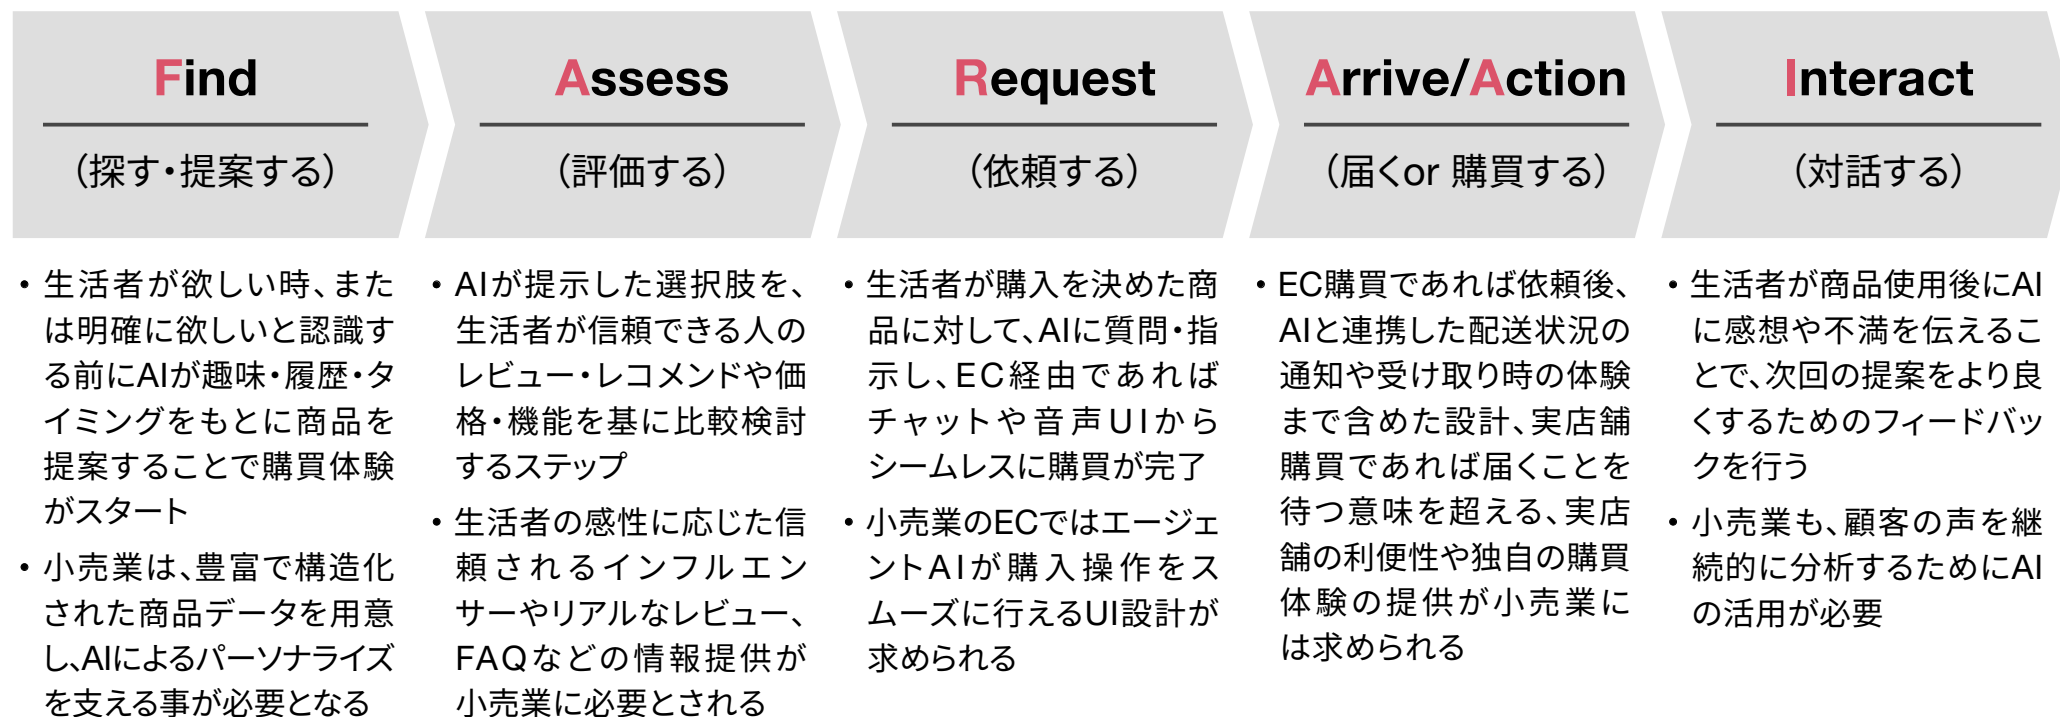 Find
（探す・提案する）
・生活者が欲しい時、また
は明確に欲しいと認識す
る前にAIが趣味・履歴・タ
イミングをもとに商品を
提案することで購買体験
がスタート
・小売業は、豊富で構造化
された商品データを用意
し、AIによるパーソナライズ
を支える事が必要となる
Assess
（評価する）
・AIが提示した選択肢を、
生活者が信頼できる人の
レビュー・レコメンドや価
格・機能を基に比較検討
するステップ
・生活者の感性に応じた信
頼されるインフルエン
サーやリアルなレビュー、
FAQなどの情報提供が
小売業に必要とされる
Request
（依頼する）
・生活者が購入を決めた商
品に対して、AIに質問・指
示し、EC経由であれば
チャットや音声UIから
シームレスに購買が完了
・小売業のECではエージェ
ントAIが購入操作をス
ムーズに行えるUI設計が
求められる
Arrive/Action
（届くor 購買する）
・EC購買であれば依頼後、
AIと連携した配送状況の
通知や受け取り時の体験
まで含めた設計、実店舗
購買であれば届くことを
待つ意味を超える、実店
舗の利便性や独自の購買
体験の提供が小売業に
は求められる
Interact
（対話する）
・生活者が商品使用後にAI
に感想や不満を伝えるこ
とで、次回の提案をより良
くするためのフィードバッ
クを行う
・小売業も、顧客の声を継
続的に分析するためにAI
の活用が必要